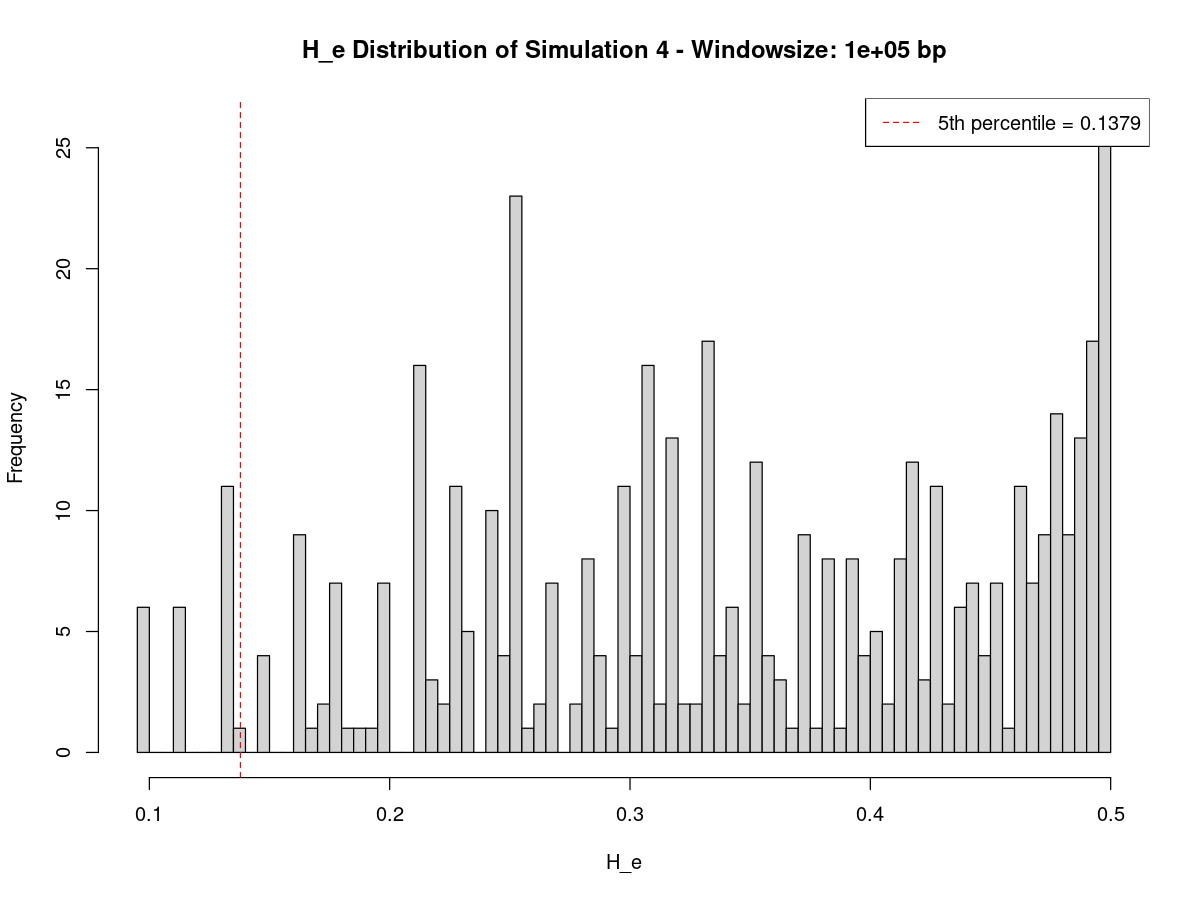 H_e Distribution of Simulation 4 - Windowsize: 1e+05 bp
5th percentile = 0.1379
25
20
15
10
5
0
Frequency
0.1 0.2 0.3 0.4 0.5
H_e